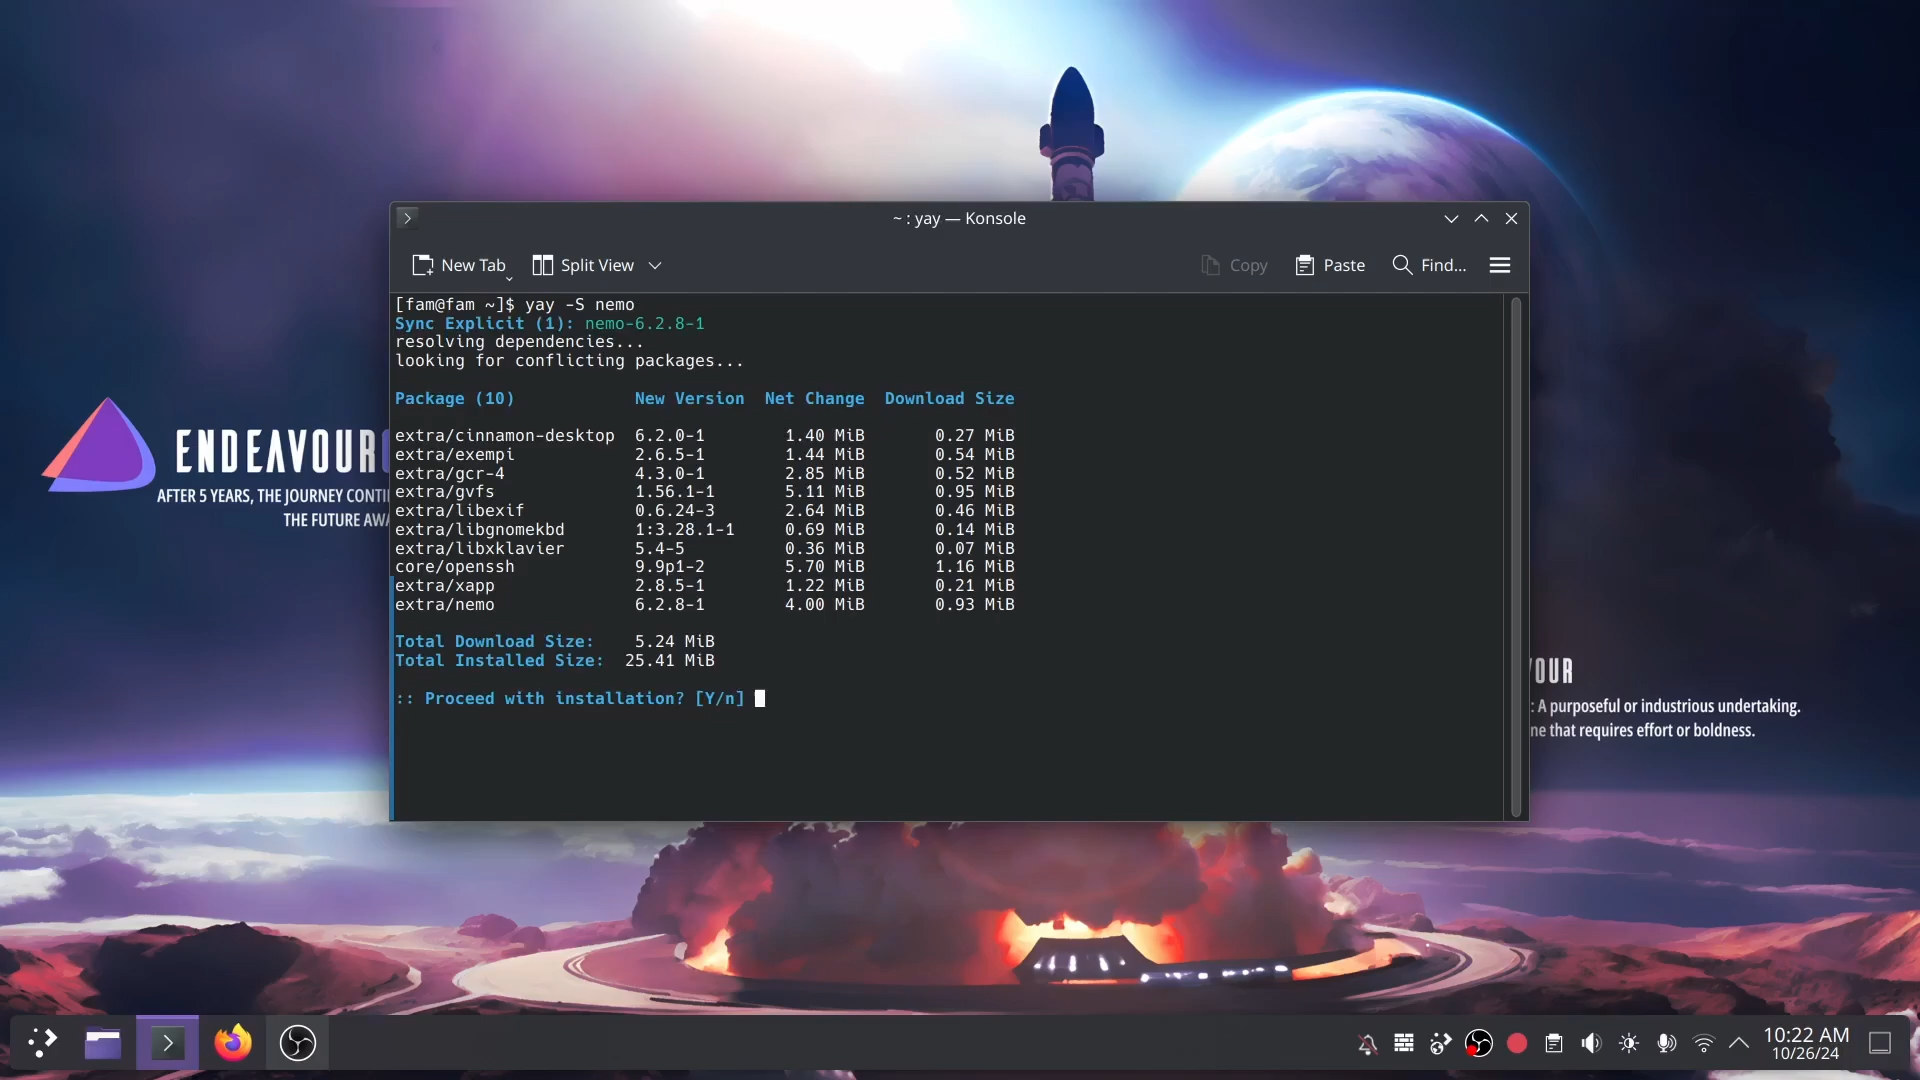 ~ : yay — Konsole
New Tab Split View Copy Paste Find...
[fam@fam ~]$ yay -S nemo
Sync Explicit (1): nemo-6.2.8-1
resolving dependencies...
looking for conflicting packages...
Package (10) New Version Net Change Download Size
extra/cinnamon-desktop 6.2.0-1 1.40 MiB 0.27 MiB
extra/exempi 2.6.5-1 1.44 MiB 0.54 MiB
extra/gcr-4 4.3.0-1 2.85 MiB 0.52 MiB
extra/gvfs 1.56.1-1 5.11 MiB 0.95 MiB
extra/libexif 0.6.24-3 2.64 MiB 0.46 MiB
extra/libgnomekbd 1:3.28.1-1 0.69 MiB 0.14 MiB
extra/libxklavier 5.4-5 0.36 MiB 0.07 MiB
core/openssh 9.9p1-2 5.70 MiB 1.16 MiB
extra/xapp 2.8.5-1 1.22 MiB 0.21 MiB
extra/nemo 6.2.8-1 4.00 MiB 0.93 MiB
Total Download Size: 5.24 MiB
Total Installed Size: 25.41 MiB
:: Proceed with installation? [Y/n]
ENDEAVOUR
AFTER 5 YEARS, THE JOURNEY CONTI
THE FUTURE AWA
OUR
: A purposeful or industrious undertaking.
ne that requires effort or boldness.
10:22 AM
10/26/24